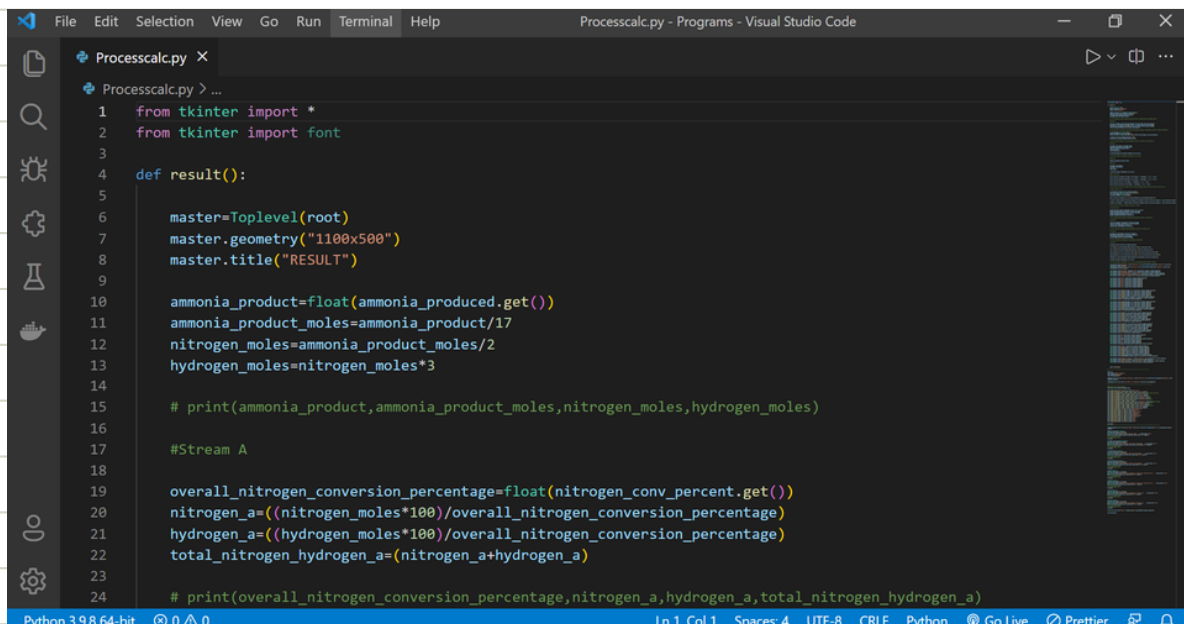 File Edit Selection View Go Run Terminal Help Processcalc.py - Programs - Visual Studio Code
Processcalc.py
Processcalc.py > ...
1 from tkinter import *
2 from tkinter import font
3
4 def result():
5
6 master=Toplevel(root)
7 master.geometry("1100x500")
8 master.title("RESULT")
9
10 ammonia_product=float(ammonia_produced.get())
11 ammonia_product_moles=ammonia_product/17
12 nitrogen_moles=ammonia_product_moles/2
13 hydrogen_moles=nitrogen_moles*3
14
15 # print(ammonia_product,ammonia_product_moles,nitrogen_moles,hydrogen_moles)
16
17 #Stream A
18
19 overall_nitrogen_conversion_percentage=float(nitrogen_conv_percent.get())
20 nitrogen_a=((nitrogen_moles*100)/overall_nitrogen_conversion_percentage)
21 hydrogen_a=((hydrogen_moles*100)/overall_nitrogen_conversion_percentage)
22 total_nitrogen_hydrogen_a=(nitrogen_a+hydrogen_a)
23
24 # print(overall_nitrogen_conversion_percentage,nitrogen_a,hydrogen_a,total_nitrogen_hydrogen_a)
Python 3.9.8 64-bit 0 0 Ln 1, Col 1 Spaces: 4 UTF-8 CRLF Python Go Live Prettier